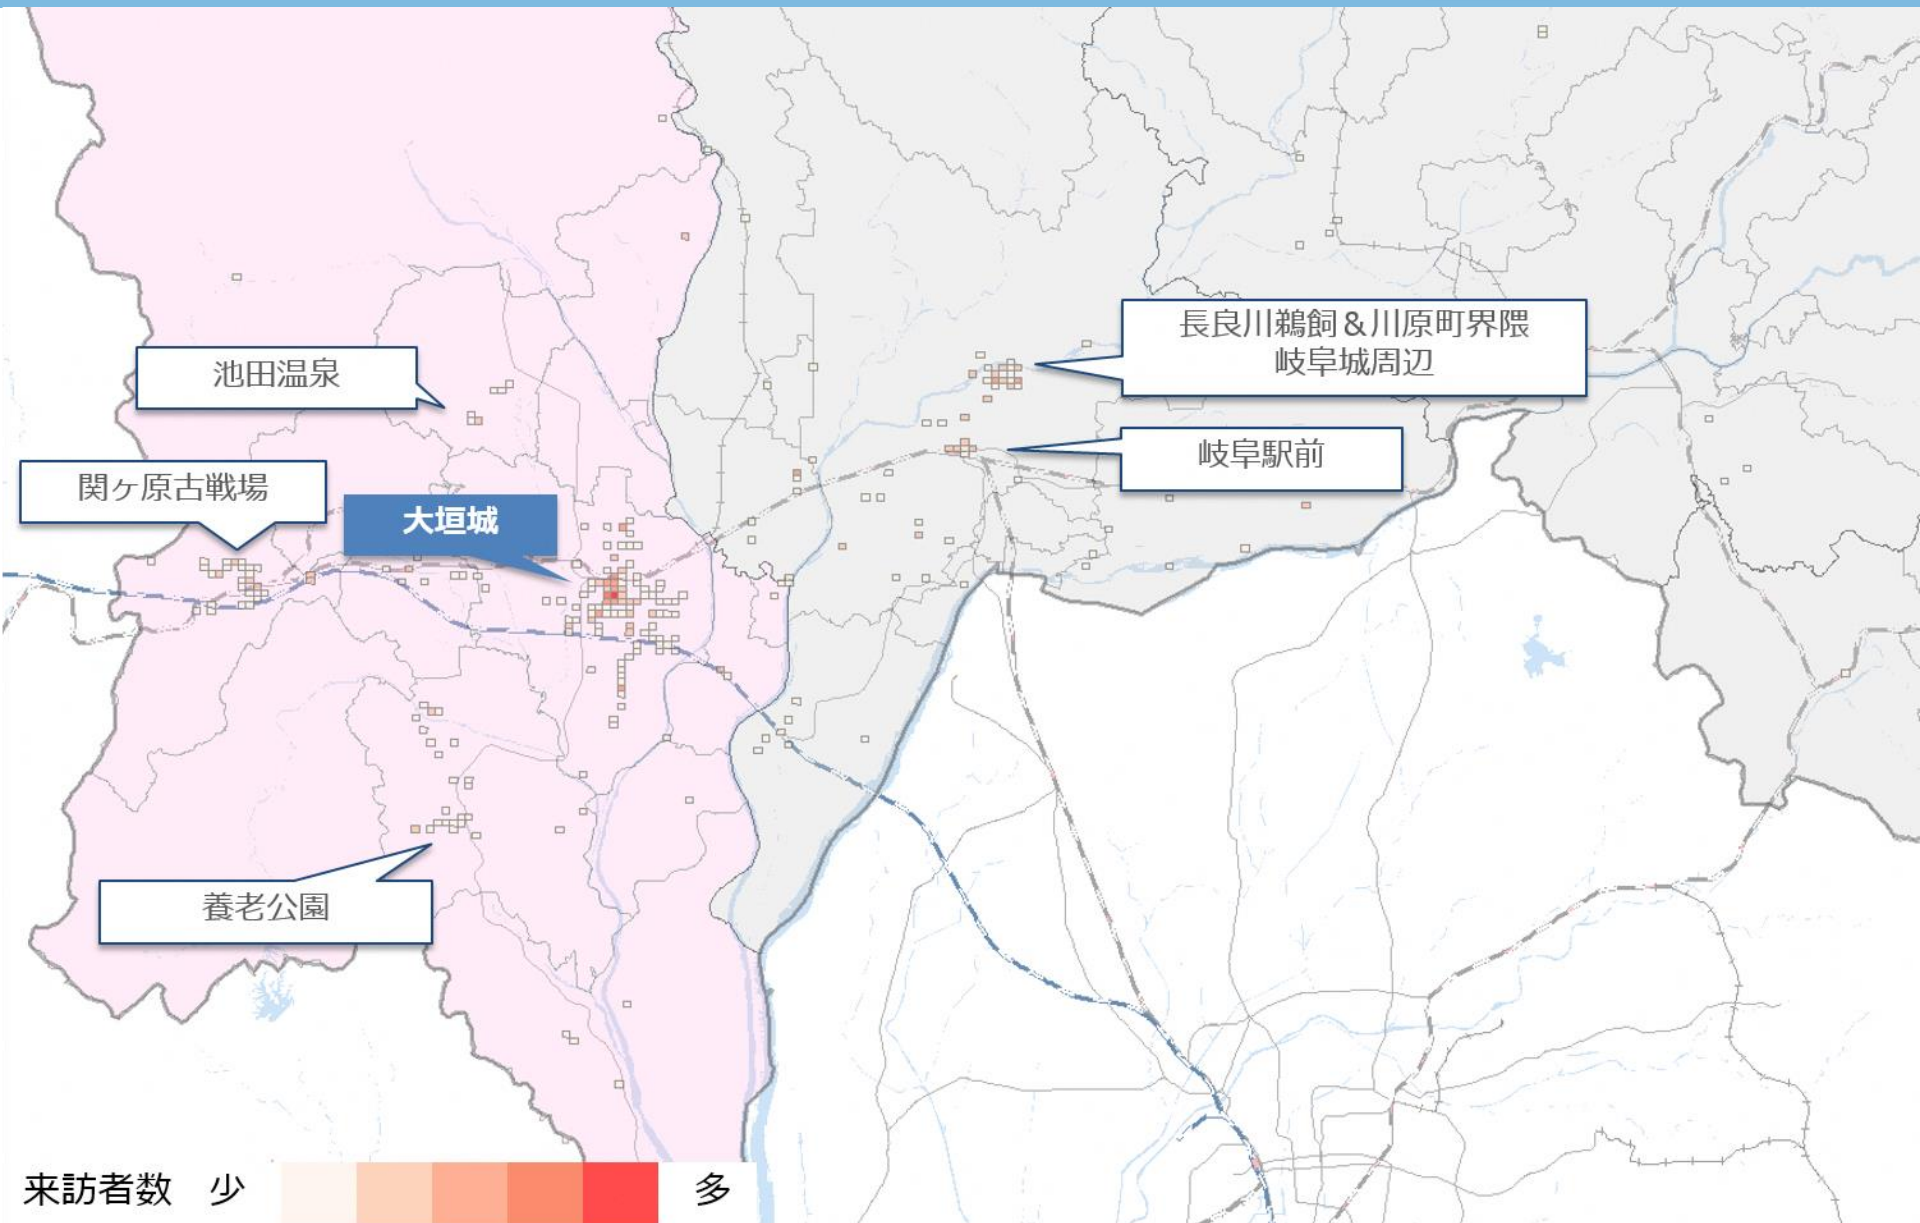 長良川鵜飼＆川原町界隈
岐阜城周辺
池田温泉
岐阜駅前
関ヶ原古戦場
大垣城
養老公園
来訪者数 少 多